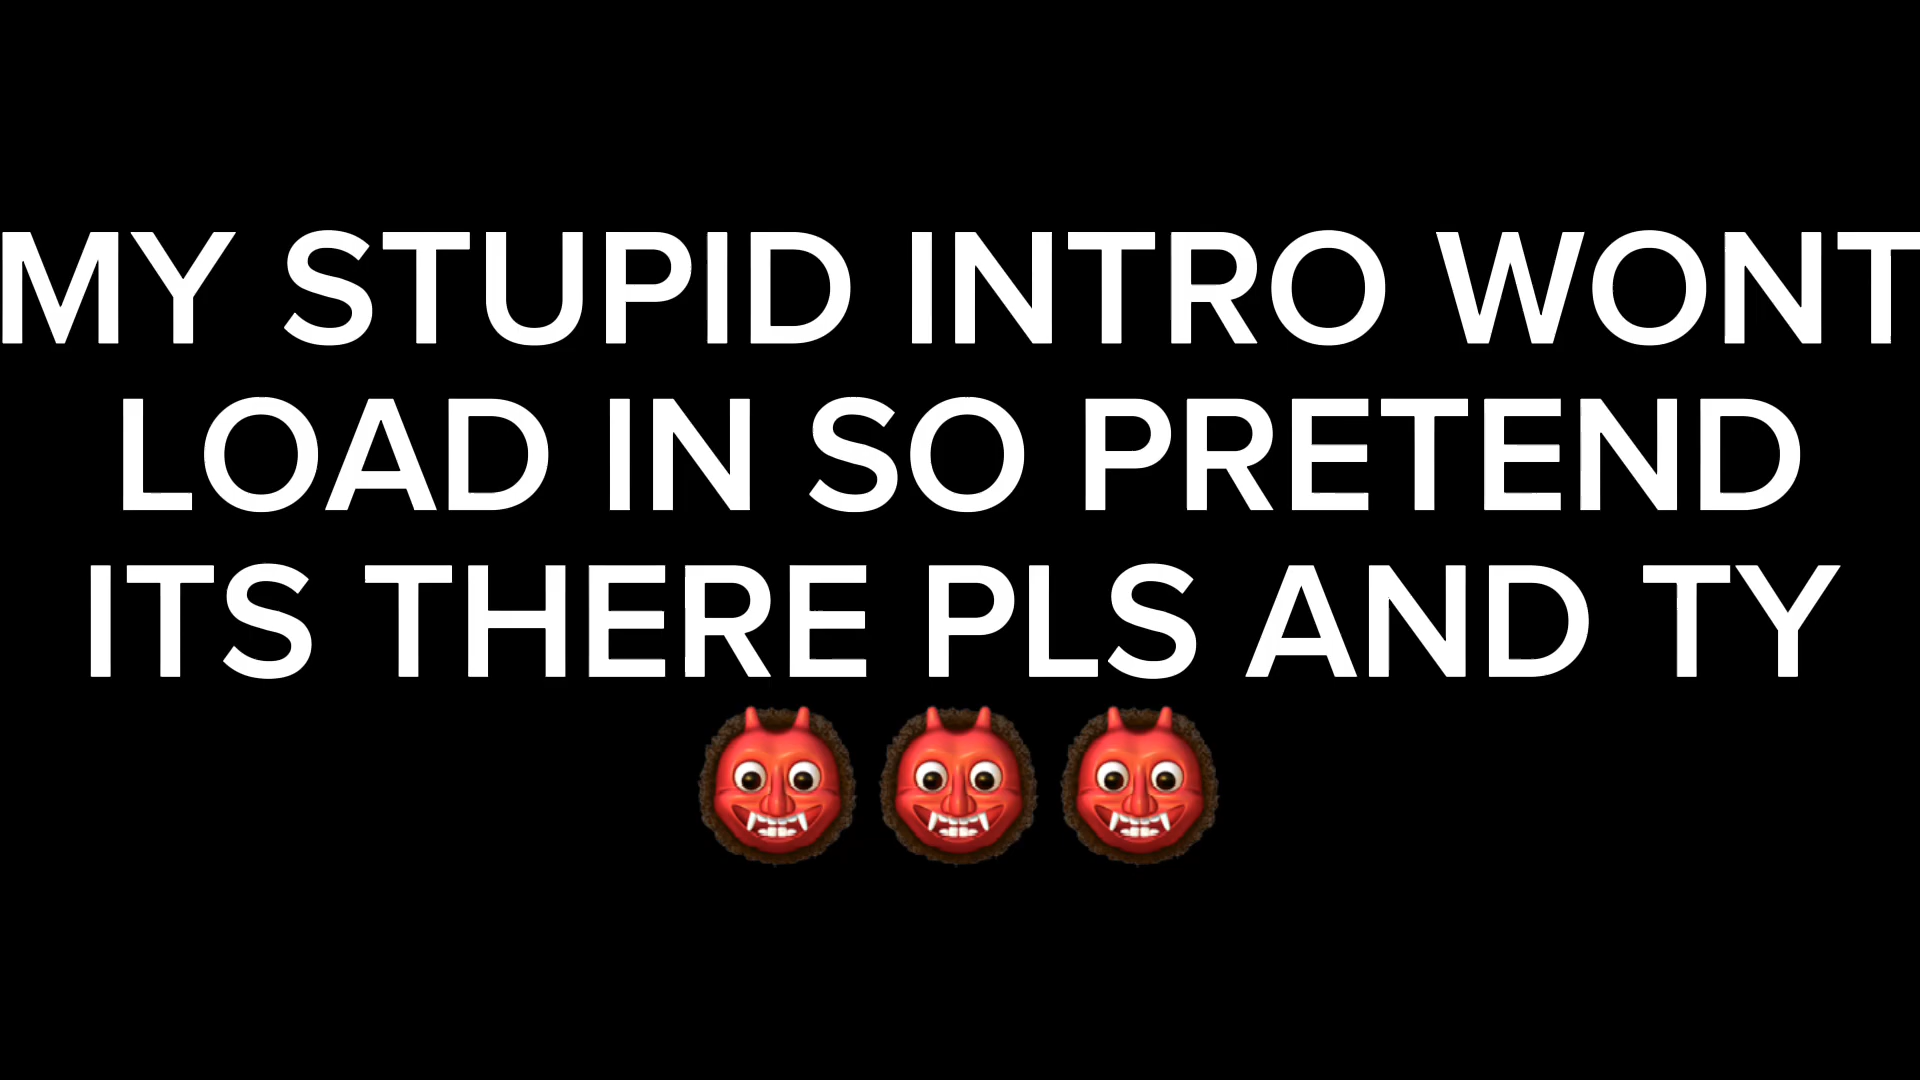 MY STUPID INTRO WONT
LOAD IN SO PRETEND
ITS THERE PLS AND TY
👹👹👹